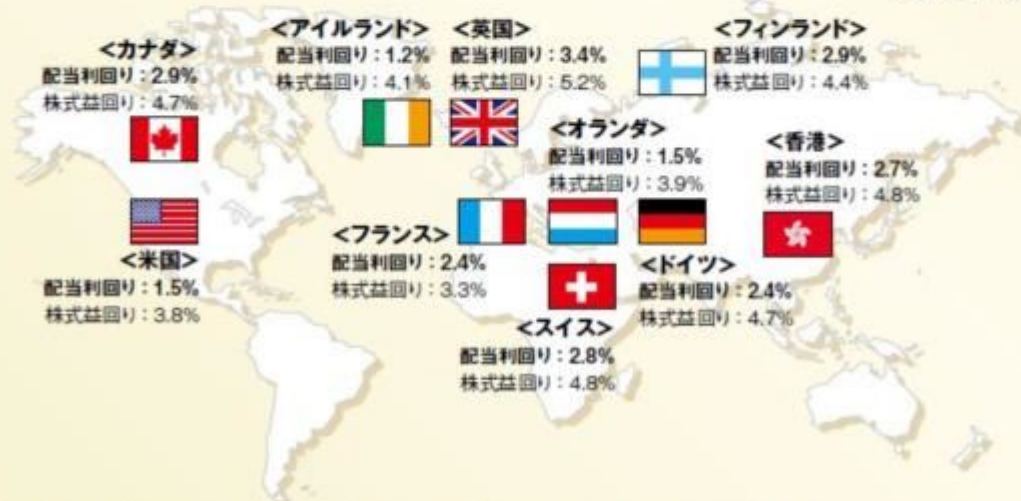 <カナダ>
配当利回り：2.9%
株式益回り：4.7%
<アイルランド>
配当利回り：1.2%
株式益回り：4.1%
<英国>
配当利回り：3.4%
株式益回り：5.2%
<フィンランド>
配当利回り：2.9%
株式益回り：4.4%
<オランダ>
配当利回り：1.5%
株式益回り：3.9%
<香港>
配当利回り：2.7%
株式益回り：4.8%
<米国>
配当利回り：1.5%
株式益回り：3.8%
<フランス>
配当利回り：2.4%
株式益回り：3.3%
<ドイツ>
配当利回り：2.4%
株式益回り：4.7%
<スイス>
配当利回り：2.8%
株式益回り：4.8%